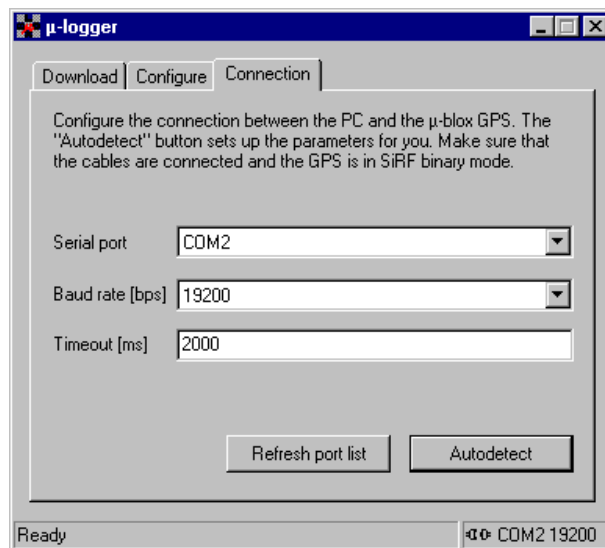 µ-logger
Download Configure Connection
Configure the connection between the PC and the µ-blox GPS. The
"Autodetect" button sets up the parameters for you. Make sure that
the cables are connected and the GPS is in SiRF binary mode.
Serial port COM2
Baud rate [bps] 19200
Timeout [ms] 2000
Refresh port list Autodetect
Ready COM2 19200